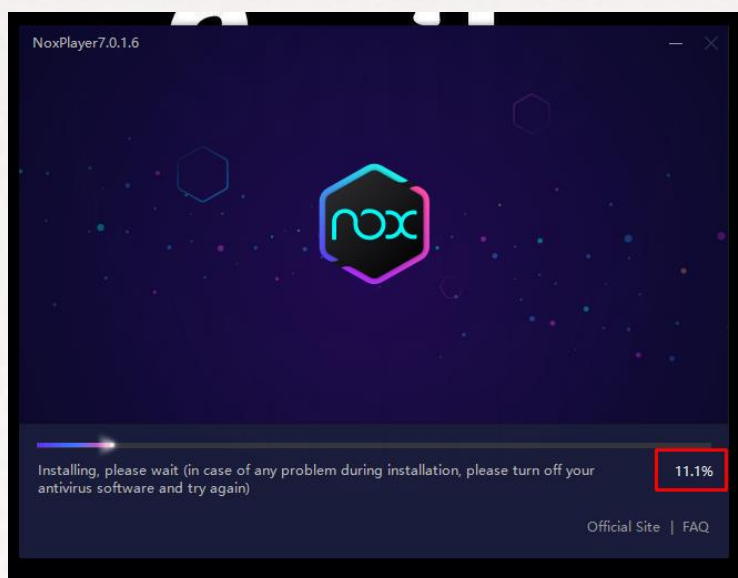 NoxPlayer7.0.1.6
nox
Installing, please wait (in case of any problem during installation, please turn off your
antivirus software and try again)
11.1%
Official Site | FAQ